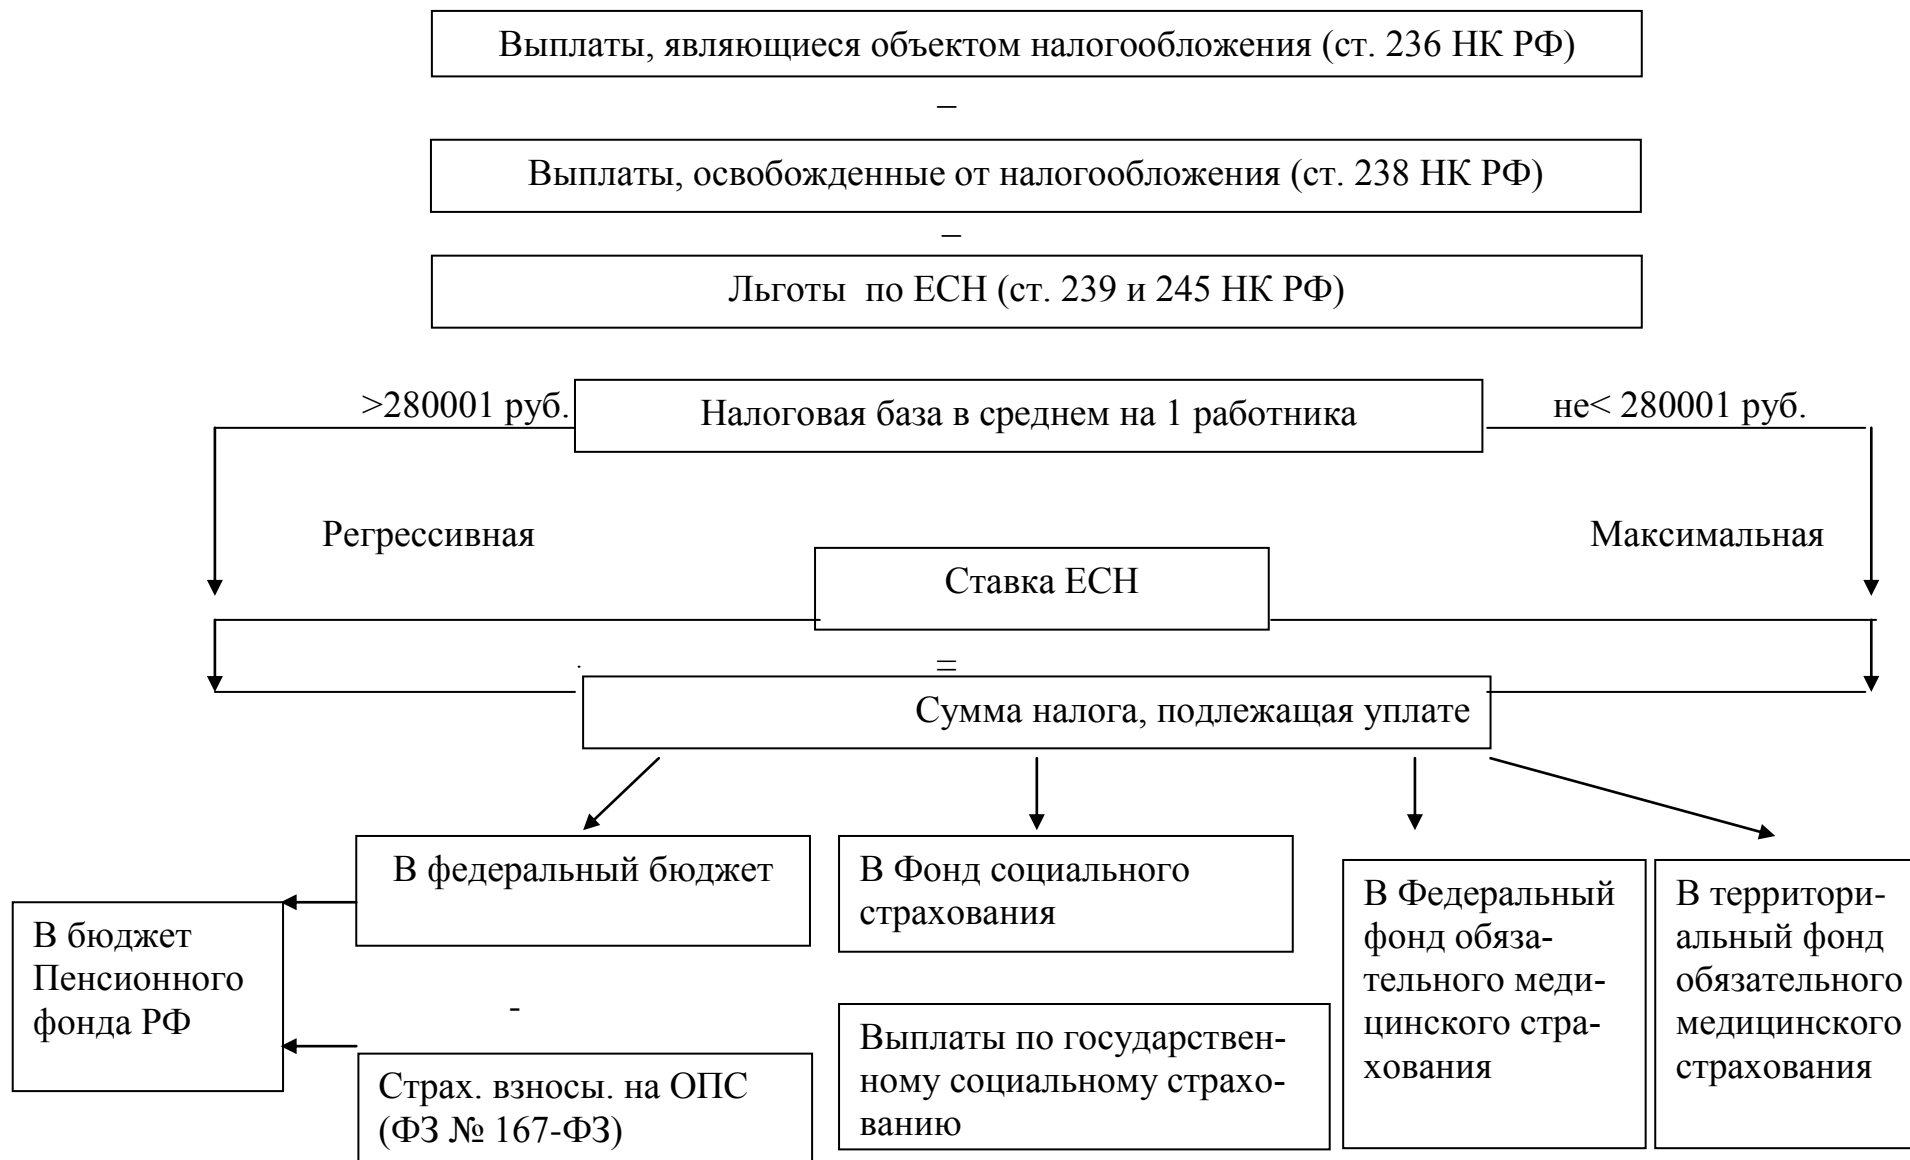 Выплаты, являющиеся объектом налогообложения (ст. 236 НК РФ)
–
Выплаты, освобожденные от налогообложения (ст. 238 НК РФ)
–
Льготы по ЕСН (ст. 239 и 245 НК РФ)
>280001 руб.
Налоговая база в среднем на 1 работника
не< 280001 руб.
Регрессивная
Максимальная
Ставка ЕСН
=
Сумма налога, подлежащая уплате
В федеральный бюджет
В Фонд социального
страхования
В Федеральный
фонд обяза-
тельного меди-
цинского стра-
хования
В территори-
альный фонд
обязательного
медицинского
страхования
В бюджет
Пенсионного
фонда РФ
-
Страх. взносы. на ОПС
(ФЗ № 167-ФЗ)
Выплаты по государствен-
ному социальному страхо-
ванию